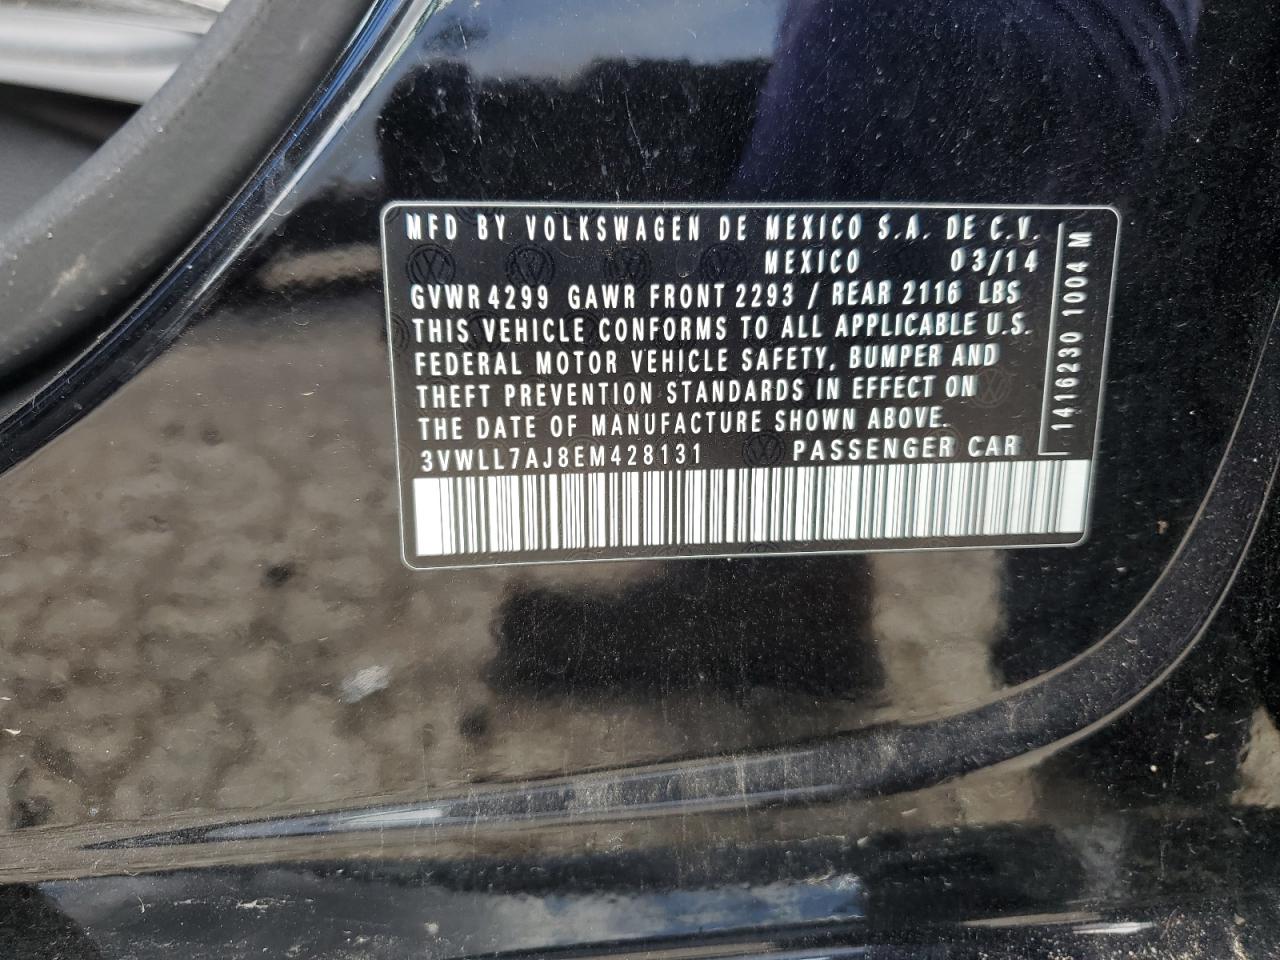 MFD BY VOLKSWAGEN DE MEXICO S.A. DE C.V.
MEXICO 03/14
GVWR 4299 GAWR FRONT 2293 / REAR 2116 LBS
THIS VEHICLE CONFORMS TO ALL APPLICABLE U.S.
FEDERAL MOTOR VEHICLE SAFETY, BUMPER AND
THEFT PREVENTION STANDARDS IN EFFECT ON
THE DATE OF MANUFACTURE SHOWN ABOVE.
3VWLL7AJ8EM428131 PASSENGER CAR
1416230 1004 M